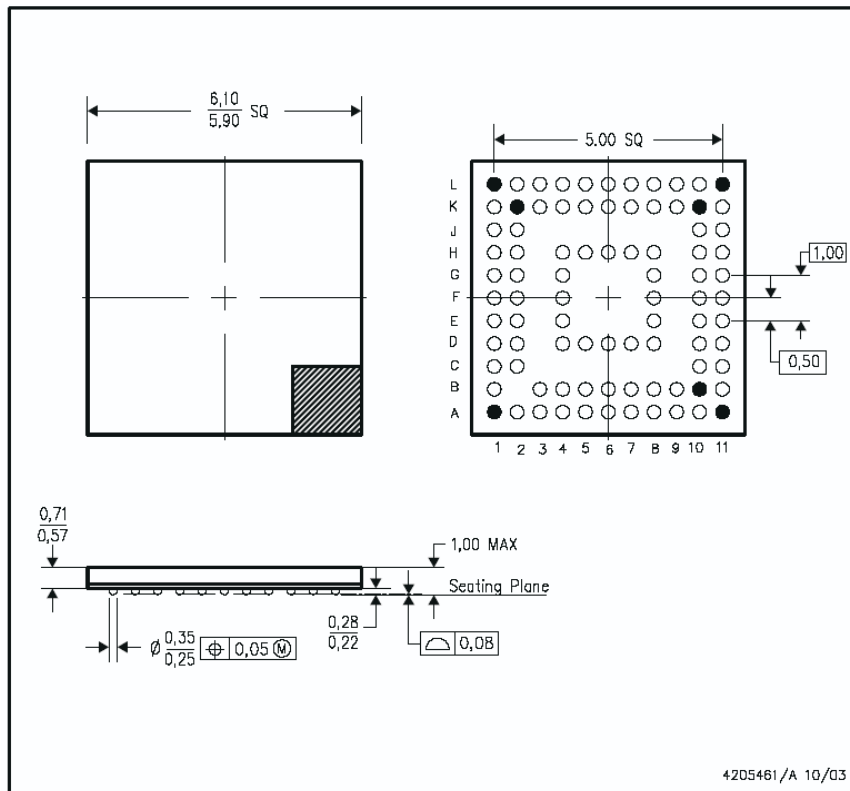 6,10
5,90 SQ
5.00 SQ
L
K
J
H
G
F
E
D
C
B
A
1,00
0,50
1 2 3 4 5 6 7 8 9 10 11
0,71
0,57
1,00 MAX
Seating Plane
0,28
0,22
Ø 0,35
0,25
0,05 Ⓜ
0,08
4205461/A 10/03